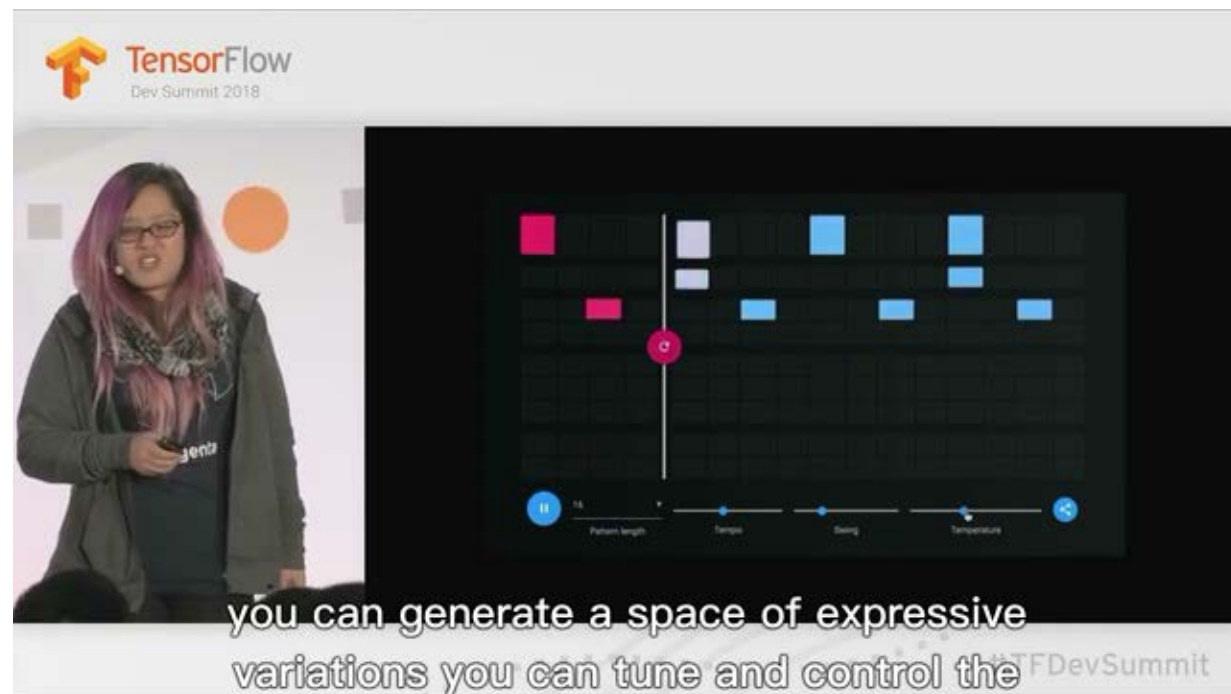 TensorFlow
Dev Summit 2018
genta
16
Pattern length
Tempo
Swing
Temperature
you can generate a space of expressive
variations you can tune and control the
TFDevSummit